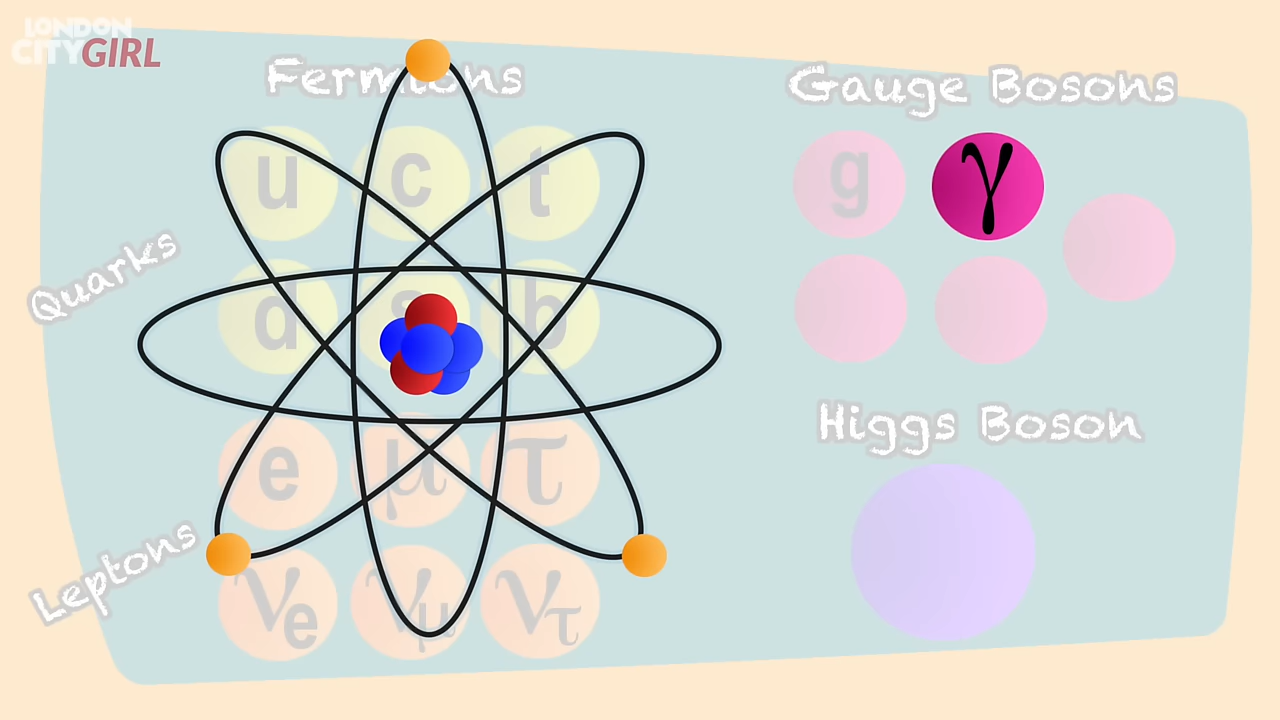 LONDON
CITYGIRL
Fermions
Gauge Bosons
u c t
g γ
Quarks
d s b
Higgs Boson
e μ τ
Leptons
νe νμ ντ